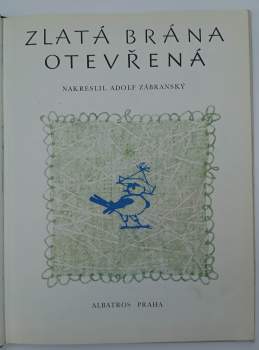 ZLATÁ BRÁNA
OTEVŘENÁ
NAKRESLIL ADOLF ZÁBRANSKÝ
ALBATROS PRAHA